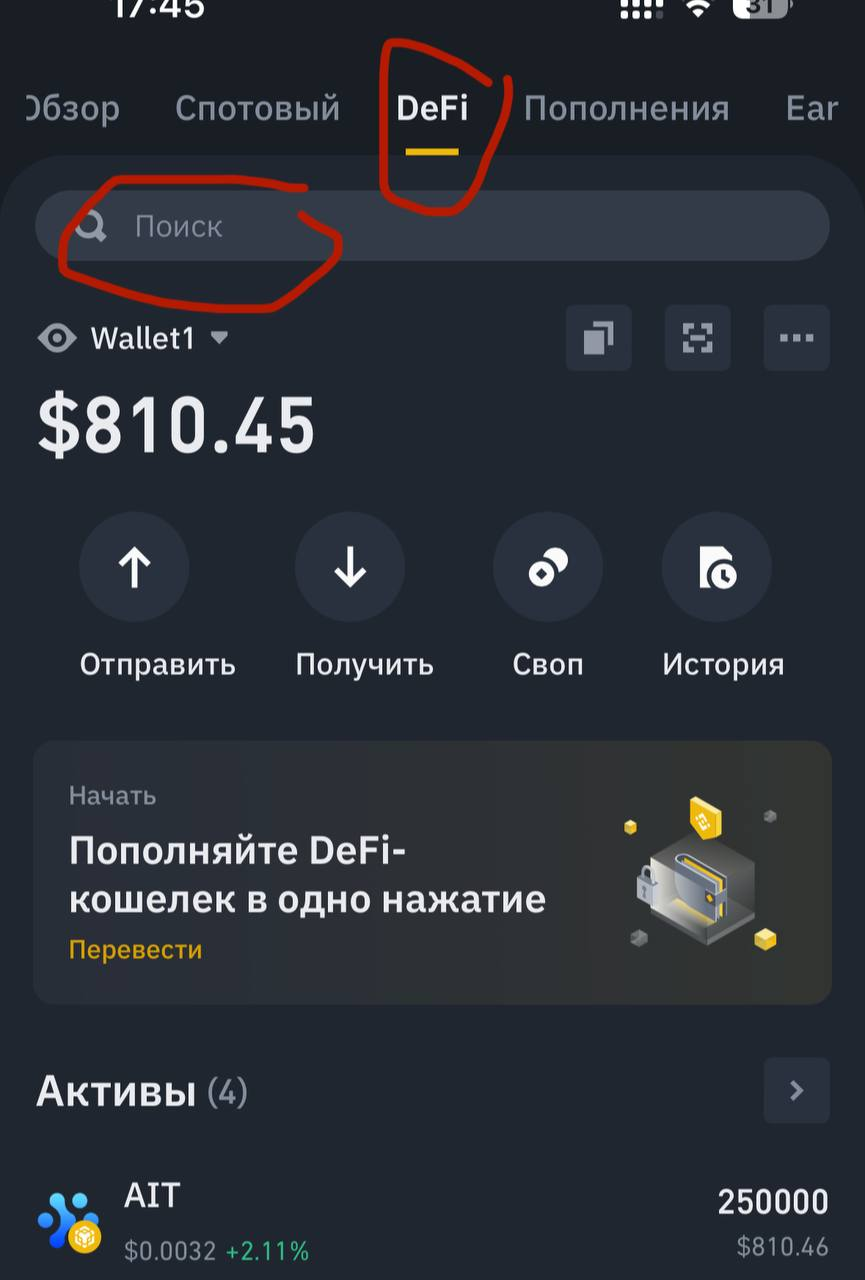 17:45
31
Обзор Спотовый DeFi Пополнения Ear
Поиск
Wallet1
$810.45
Отправить Получить Своп История
Начать
Пополняйте DeFi-
кошелек в одно нажатие
Перевести
Активы (4)
AIT 250000
$0.0032 +2.11% $810.46